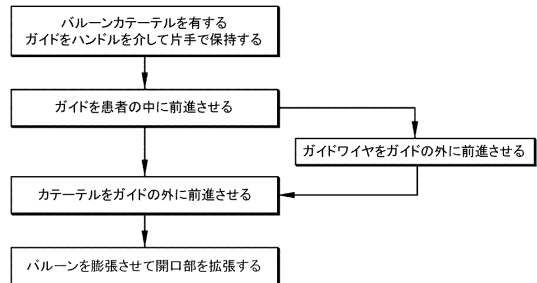 バルーンカテーテルを有する
ガイドをハンドルを介して片手で保持する
ガイドを患者の中に前進させる
ガイドワイヤをガイドの外に前進させる
カテーテルをガイドの外に前進させる
バルーンを膨張させて開口部を拡張する